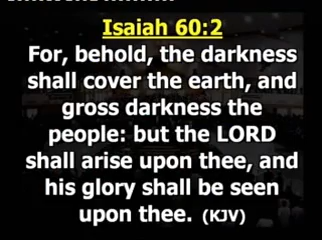 Isaiah 60:2
For, behold, the darkness
shall cover the earth, and
gross darkness the
people: but the LORD
shall arise upon thee, and
his glory shall be seen
upon thee. (KJV)